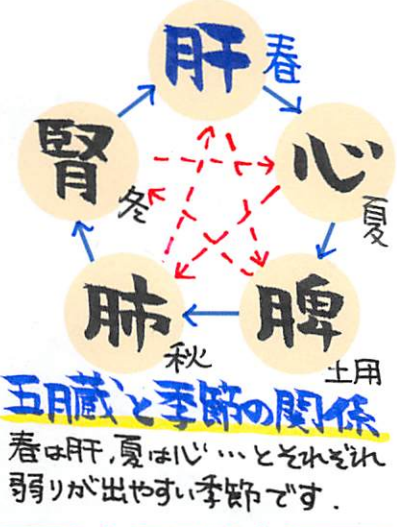 肝 春
腎 冬
心 夏
肺 秋
脾 土用
五臓と季節の関係
春は肝、夏は心…とそれぞれ
弱りが出やすい季節です.